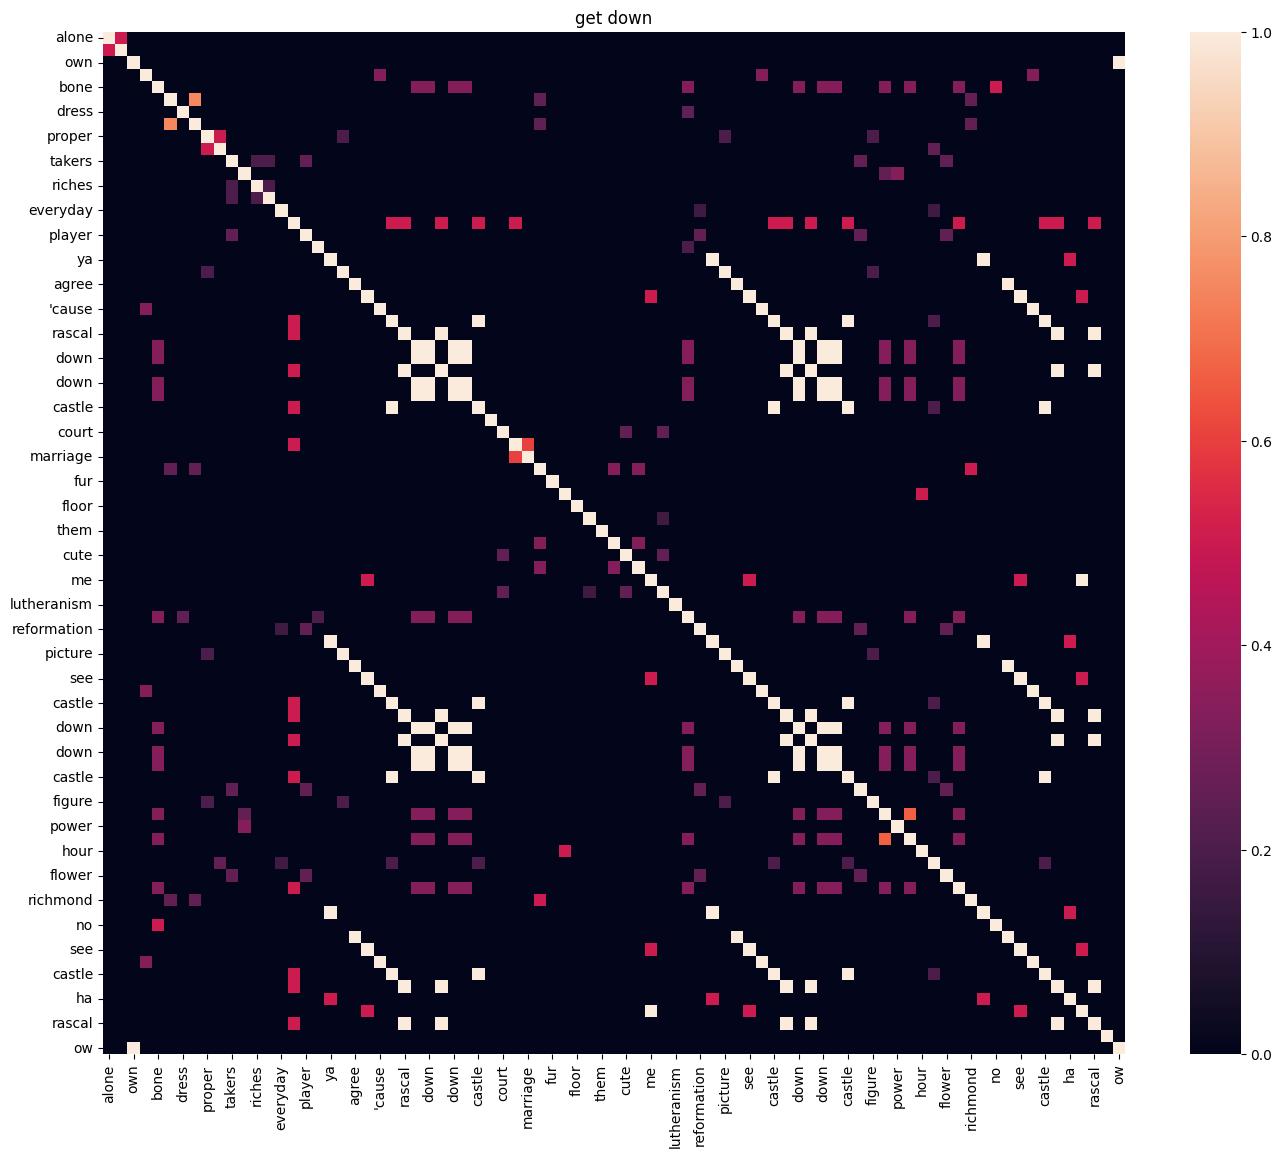 get down
alone
own
bone
dress
proper
takers
riches
everyday
player
ya
agree
'cause
rascal
down
down
castle
court
marriage
fur
floor
them
cute
me
lutheranism
reformation
picture
see
castle
down
down
castle
figure
power
hour
flower
richmond
no
see
castle
ha
rascal
ow
alone
own
bone
dress
proper
takers
riches
everyday
player
ya
agree
'cause
rascal
down
down
castle
court
marriage
fur
floor
them
cute
me
lutheranism
reformation
picture
see
castle
down
down
castle
figure
power
hour
flower
richmond
no
see
castle
ha
rascal
ow
1.0
0.8
0.6
0.4
0.2
0.0